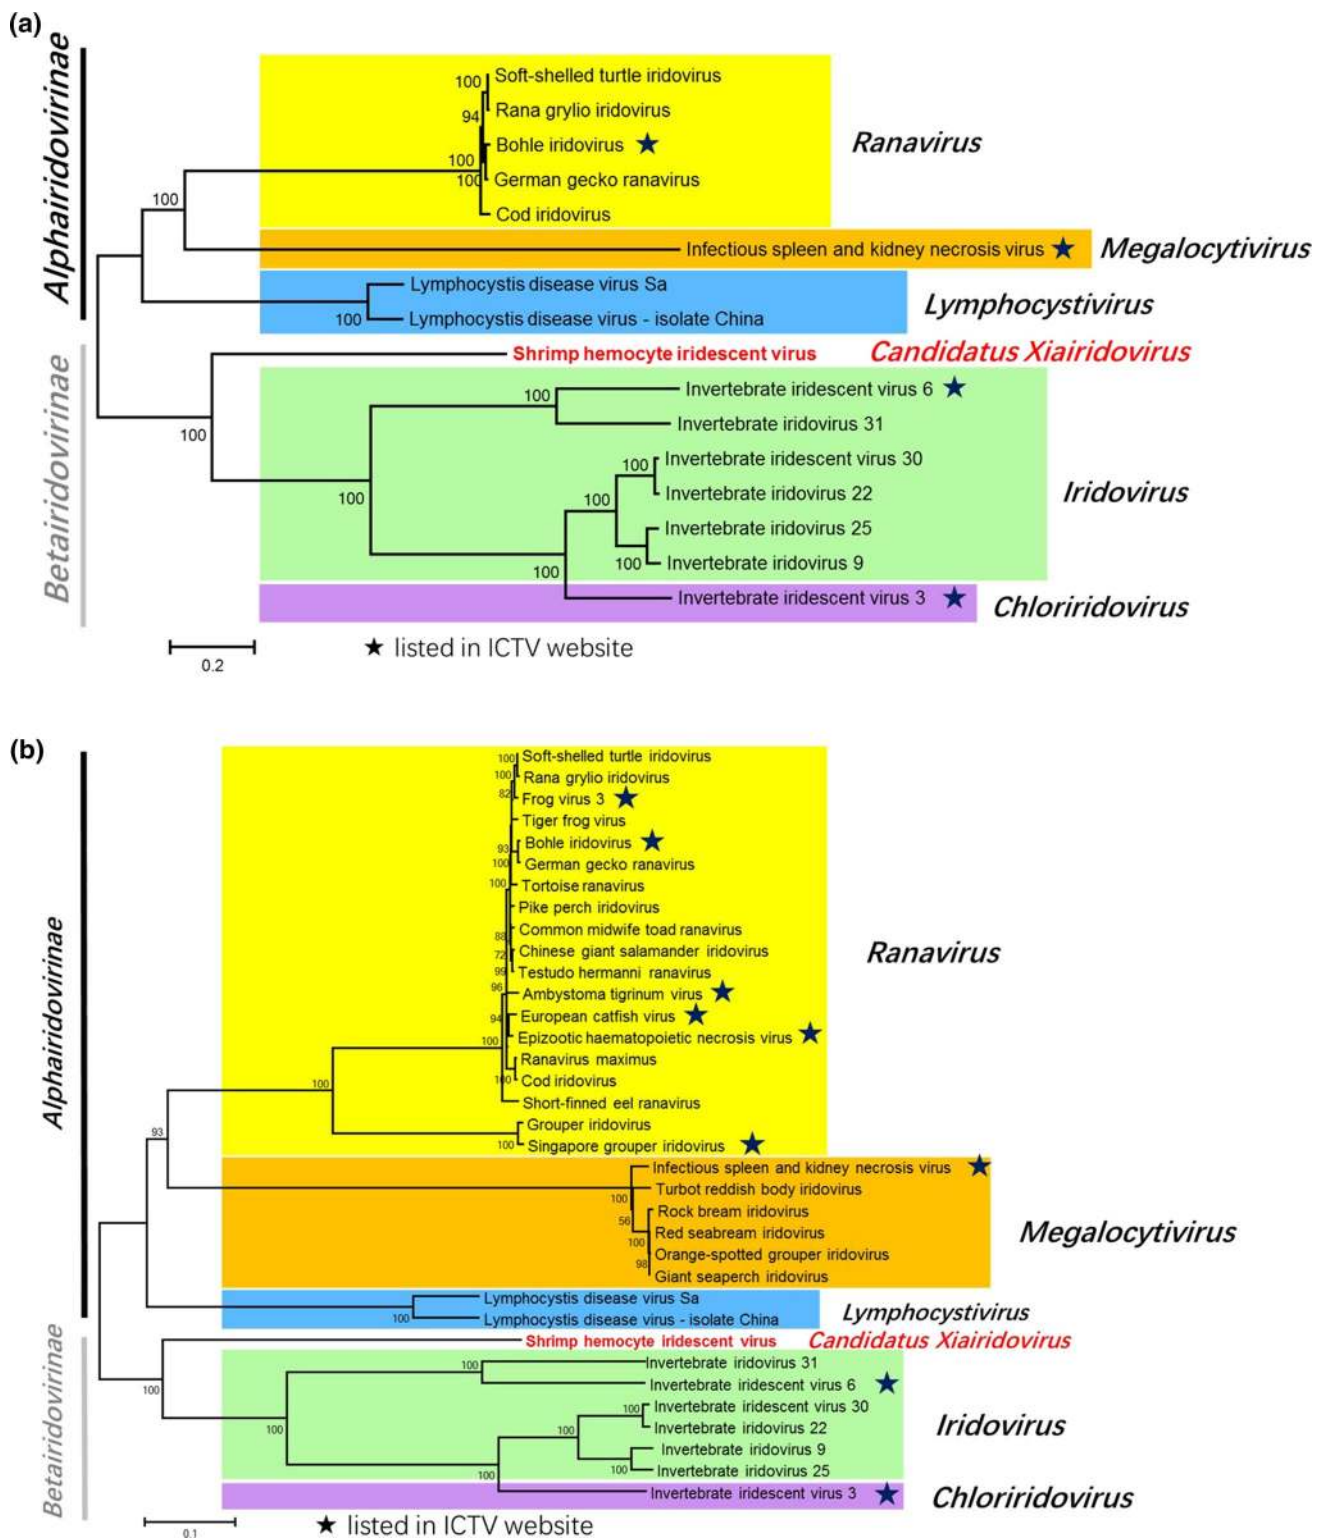 (a)
Alphairidovirinae
Betairidovirinae
100
Soft-shelled turtle iridovirus
94
Rana grylio iridovirus
Bohle iridovirus ★
Ranavirus
100
100
German gecko ranavirus
100
Cod iridovirus
Infectious spleen and kidney necrosis virus ★
Megalocytivirus
Lymphocystis disease virus Sa
Lymphocystivirus
100
Lymphocystis disease virus - isolate China
Shrimp hemocyte iridescent virus
Candidatus Xiairidovirus
100
Invertebrate iridescent virus 6 ★
100
Invertebrate iridovirus 31
Invertebrate iridescent virus 30
100
100
Invertebrate iridovirus 22
Iridovirus
100
Invertebrate iridovirus 25
100
Invertebrate iridovirus 9
100
Invertebrate iridescent virus 3 ★
Chloriridovirus
0.2
★ listed in ICTV website
(b)
Alphairidovirinae
Betairidovirinae
100
Soft-shelled turtle iridovirus
100
Rana grylio iridovirus
82
Frog virus 3 ★
Tiger frog virus
93
Bohle iridovirus ★
100
German gecko ranavirus
100
Tortoise ranavirus
Pike perch iridovirus
88
Common midwife toad ranavirus
72
Chinese giant salamander iridovirus
Ranavirus
99
Testudo hermanni ranavirus
96
Ambystoma tigrinum virus ★
94
European catfish virus ★
100
Epizootic haematopoietic necrosis virus ★
Ranavirus maximus
100
100
Cod iridovirus
Short-finned eel ranavirus
Grouper iridovirus
93
100
Singapore grouper iridovirus ★
Infectious spleen and kidney necrosis virus ★
100
Turbot reddish body iridovirus
56
Rock bream iridovirus
100
Red seabream iridovirus
Megalocytivirus
98
Orange-spotted grouper iridovirus
Giant seaperch iridovirus
Lymphocystis disease virus Sa
100
Lymphocystis disease virus - isolate China
Lymphocystivirus
Shrimp hemocyte iridescent virus
Candidatus Xiairidovirus
100
Invertebrate iridovirus 31
100
Invertebrate iridescent virus 6 ★
100
Invertebrate iridescent virus 30
100
100
Invertebrate iridovirus 22
Iridovirus
Invertebrate iridovirus 9
100
100
Invertebrate iridovirus 25
Invertebrate iridescent virus 3 ★
Chloriridovirus
0.1
★ listed in ICTV website